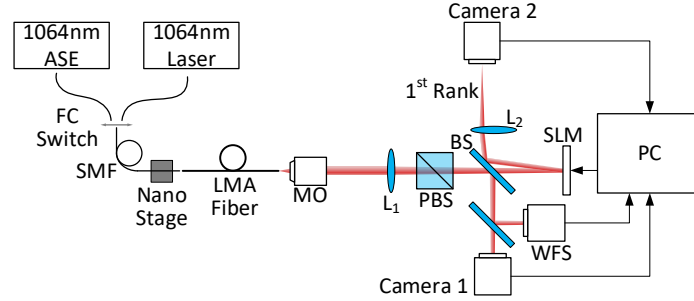 1064nm
ASE
1064nm
Laser
Camera 2
1st Rank
FC
Switch
L2
BS
SLM
PC
SMF
Nano
Stage
LMA
Fiber
MO
L1
PBS
WFS
Camera 1